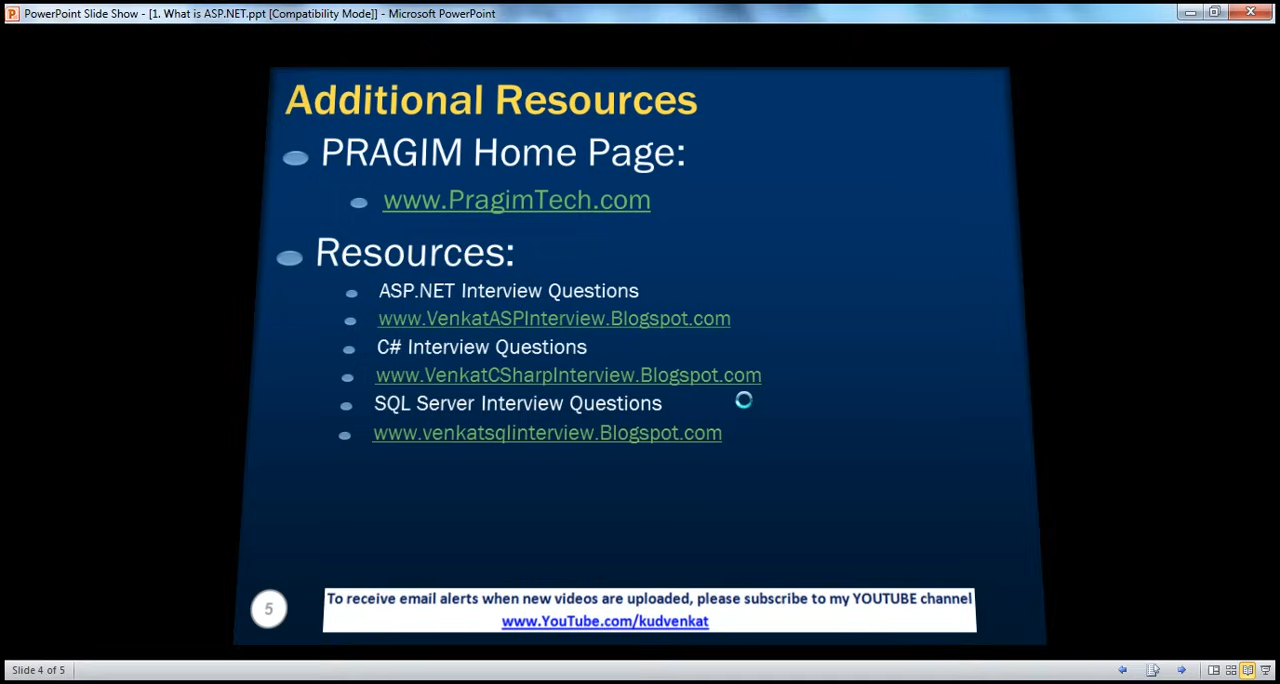 PowerPoint Slide Show - [1. What is ASP.NET.ppt [Compatibility Mode]] - Microsoft PowerPoint
Additional Resources
PRAGIM Home Page:
www.PragimTech.com
Resources:
ASP.NET Interview Questions
www.VenkatASPInterview.Blogspot.com
C# Interview Questions
www.VenkatCSharpInterview.Blogspot.com
SQL Server Interview Questions
www.venkatsqlinterview.Blogspot.com
5
To receive email alerts when new videos are uploaded, please subscribe to my YOUTUBE channel
www.YouTube.com/kudvenkat
Slide 4 of 5